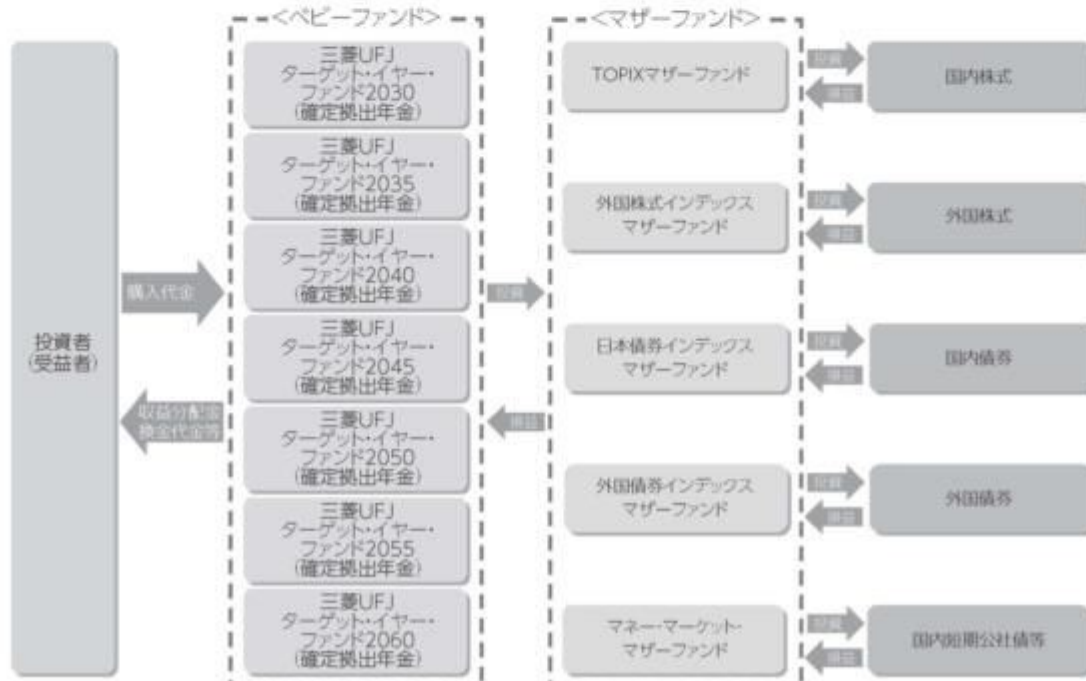 <ベビーファンド>
<マザーファンド>
投資者
(受益者)
購入代金
収益分配金
換金代金等
三菱UFJ
ターゲット・イヤー・
ファンド2030
(確定拠出年金)
三菱UFJ
ターゲット・イヤー・
ファンド2035
(確定拠出年金)
三菱UFJ
ターゲット・イヤー・
ファンド2040
(確定拠出年金)
三菱UFJ
ターゲット・イヤー・
ファンド2045
(確定拠出年金)
三菱UFJ
ターゲット・イヤー・
ファンド2050
(確定拠出年金)
三菱UFJ
ターゲット・イヤー・
ファンド2055
(確定拠出年金)
三菱UFJ
ターゲット・イヤー・
ファンド2060
(確定拠出年金)
投資
損益
TOPIXマザーファンド
投資
損益
国内株式
外国株式インデックス
マザーファンド
投資
損益
外国株式
日本債券インデックス
マザーファンド
投資
損益
国内債券
外国債券インデックス
マザーファンド
投資
損益
外国債券
マネー・マーケット・
マザーファンド
投資
損益
国内短期公社債等